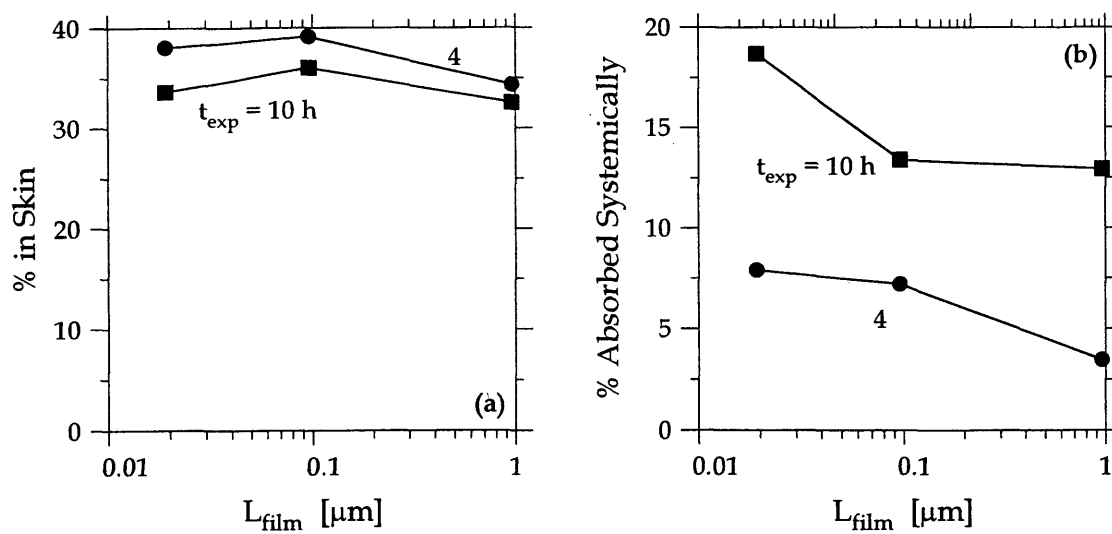 40
30
20
10
0
% in Skin
4
t_exp = 10 h
(a)
0.01
0.1
1
L_film [µm]
20
15
10
5
0
% Absorbed Systemically
(b)
t_exp = 10 h
4
0.01
0.1
1
L_film [µm]